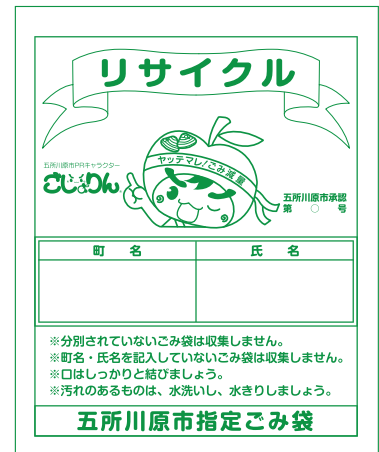 リサイクル
ヤッテマレ!ごみ減量
五所川原市PRキャラクター
ごしょりん
五所川原市承認
第 ○ 号
町 名 氏 名
※分別されていないごみ袋は収集しません。
※町名・氏名を記入していないごみ袋は収集しません。
※口はしっかりと結びましょう。
※汚れのあるものは、水洗いし、水きりしましょう。
五所川原市指定ごみ袋